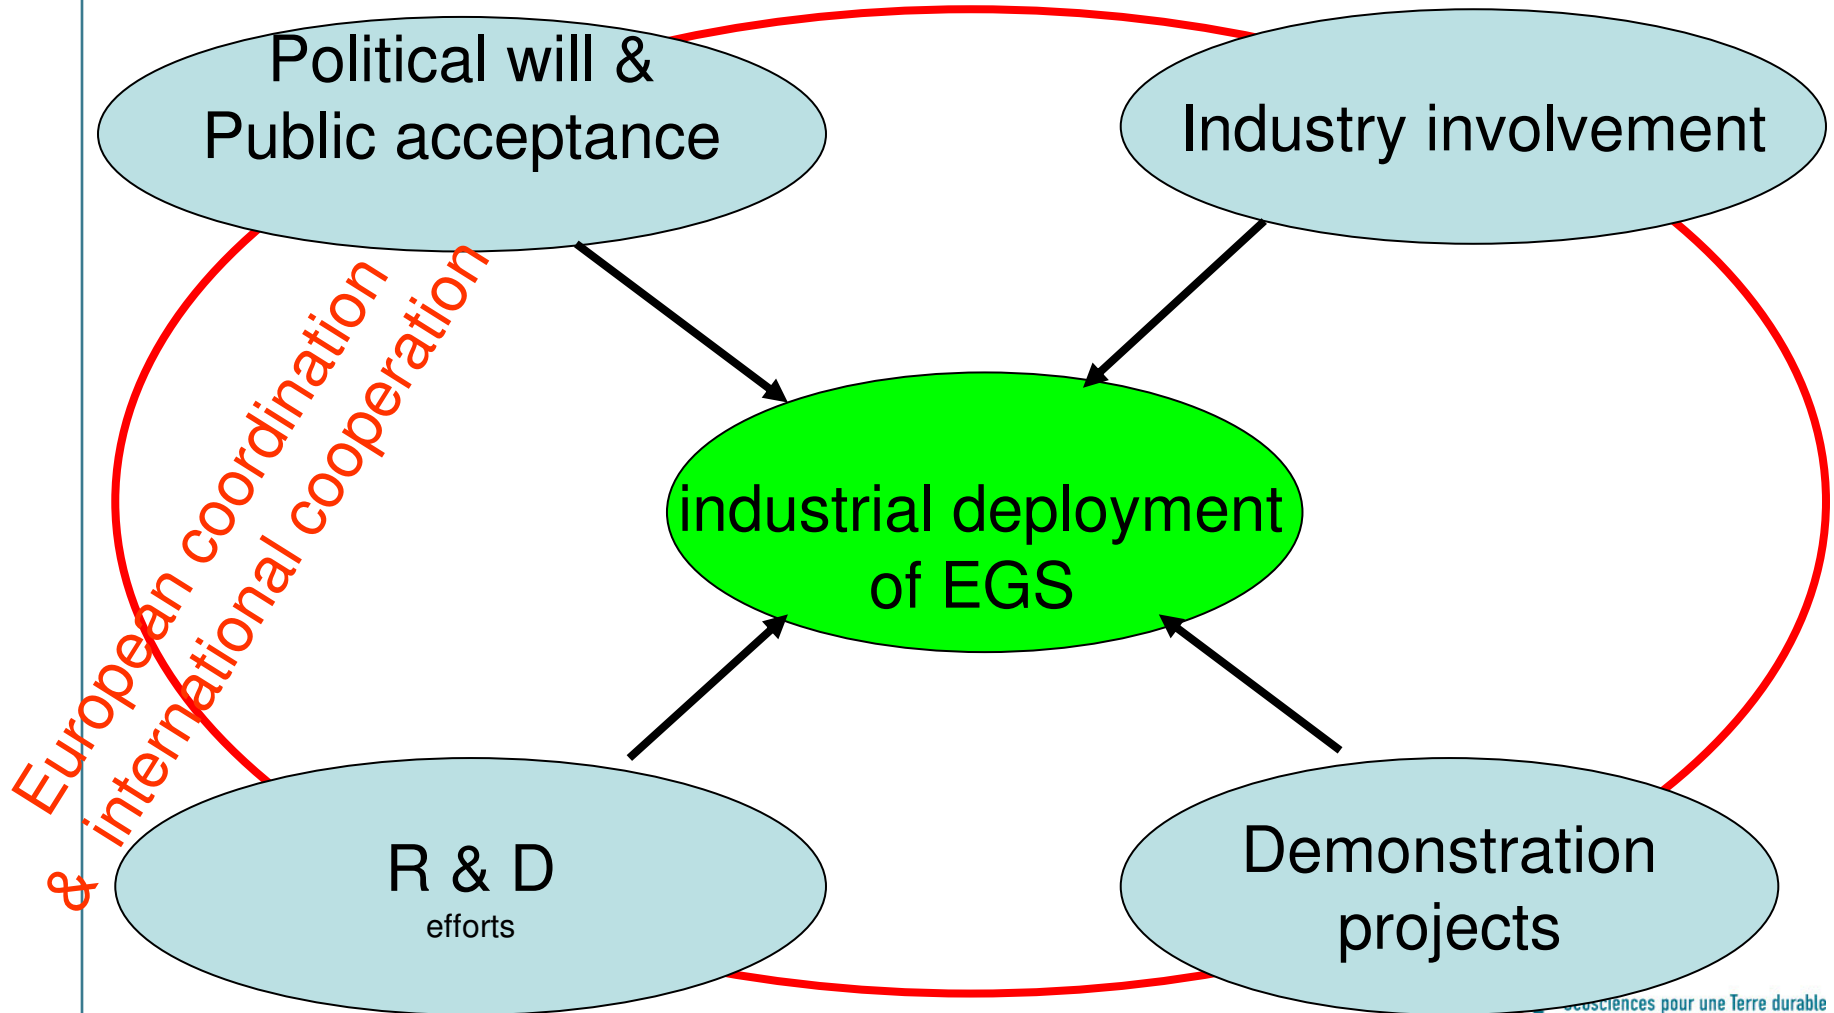 Political will &
Public acceptance
Industry involvement
European coordination
& international cooperation
industrial deployment
of EGS
R & D
efforts
Demonstration
projects
pour une Terre durable